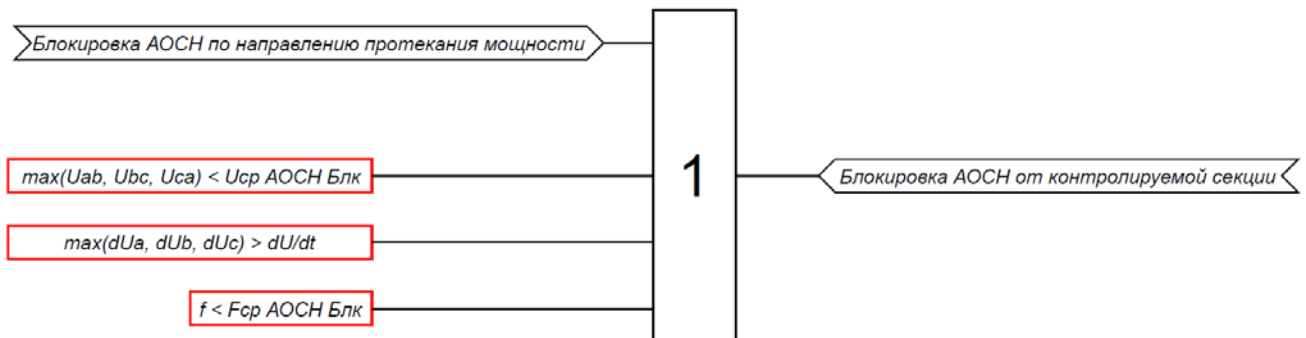 Блокировка АОСН по направлению протекания мощности
max(Uab, Ubc, Uca) < Uср АОСН Блк
1
Блокировка АОСН от контролируемой секции
max(dUa, dUb, dUc) > dU/dt
f < Fср АОСН Блк